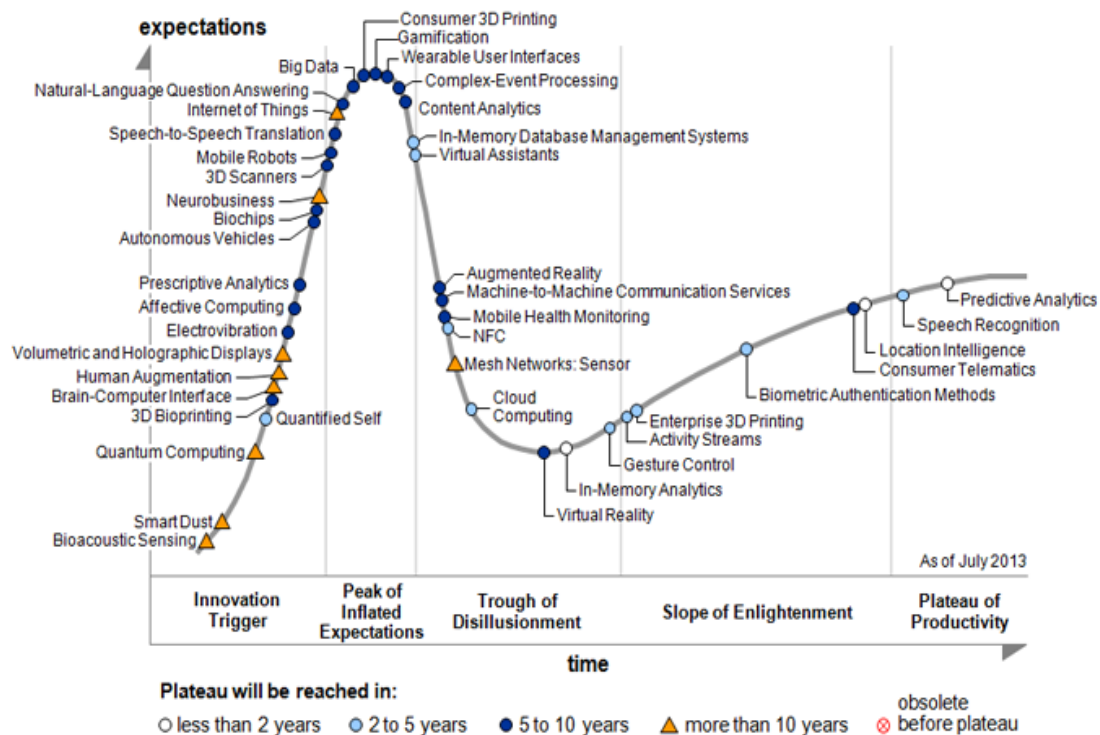 expectations
Consumer 3D Printing
Gamification
Wearable User Interfaces
Big Data
Complex-Event Processing
Natural-Language Question Answering
Content Analytics
Internet of Things
Speech-to-Speech Translation
In-Memory Database Management Systems
Mobile Robots
Virtual Assistants
3D Scanners
Neurobusiness
Biochips
Autonomous Vehicles
Augmented Reality
Prescriptive Analytics
Machine-to-Machine Communication Services
Predictive Analytics
Affective Computing
Mobile Health Monitoring
Speech Recognition
Electrovibration
NFC
Volumetric and Holographic Displays
Location Intelligence
Mesh Networks: Sensor
Human Augmentation
Consumer Telematics
Brain-Computer Interface
Biometric Authentication Methods
3D Bioprinting
Cloud
Computing
Quantified Self
Enterprise 3D Printing
Activity Streams
Quantum Computing
Gesture Control
In-Memory Analytics
Virtual Reality
Smart Dust
Bioacoustic Sensing
As of July 2013
Innovation
Trigger
Peak of
Inflated
Expectations
Trough of
Disillusionment
Slope of Enlightenment
Plateau of
Productivity
time
Plateau will be reached in:
less than 2 years
2 to 5 years
5 to 10 years
more than 10 years
obsolete
before plateau